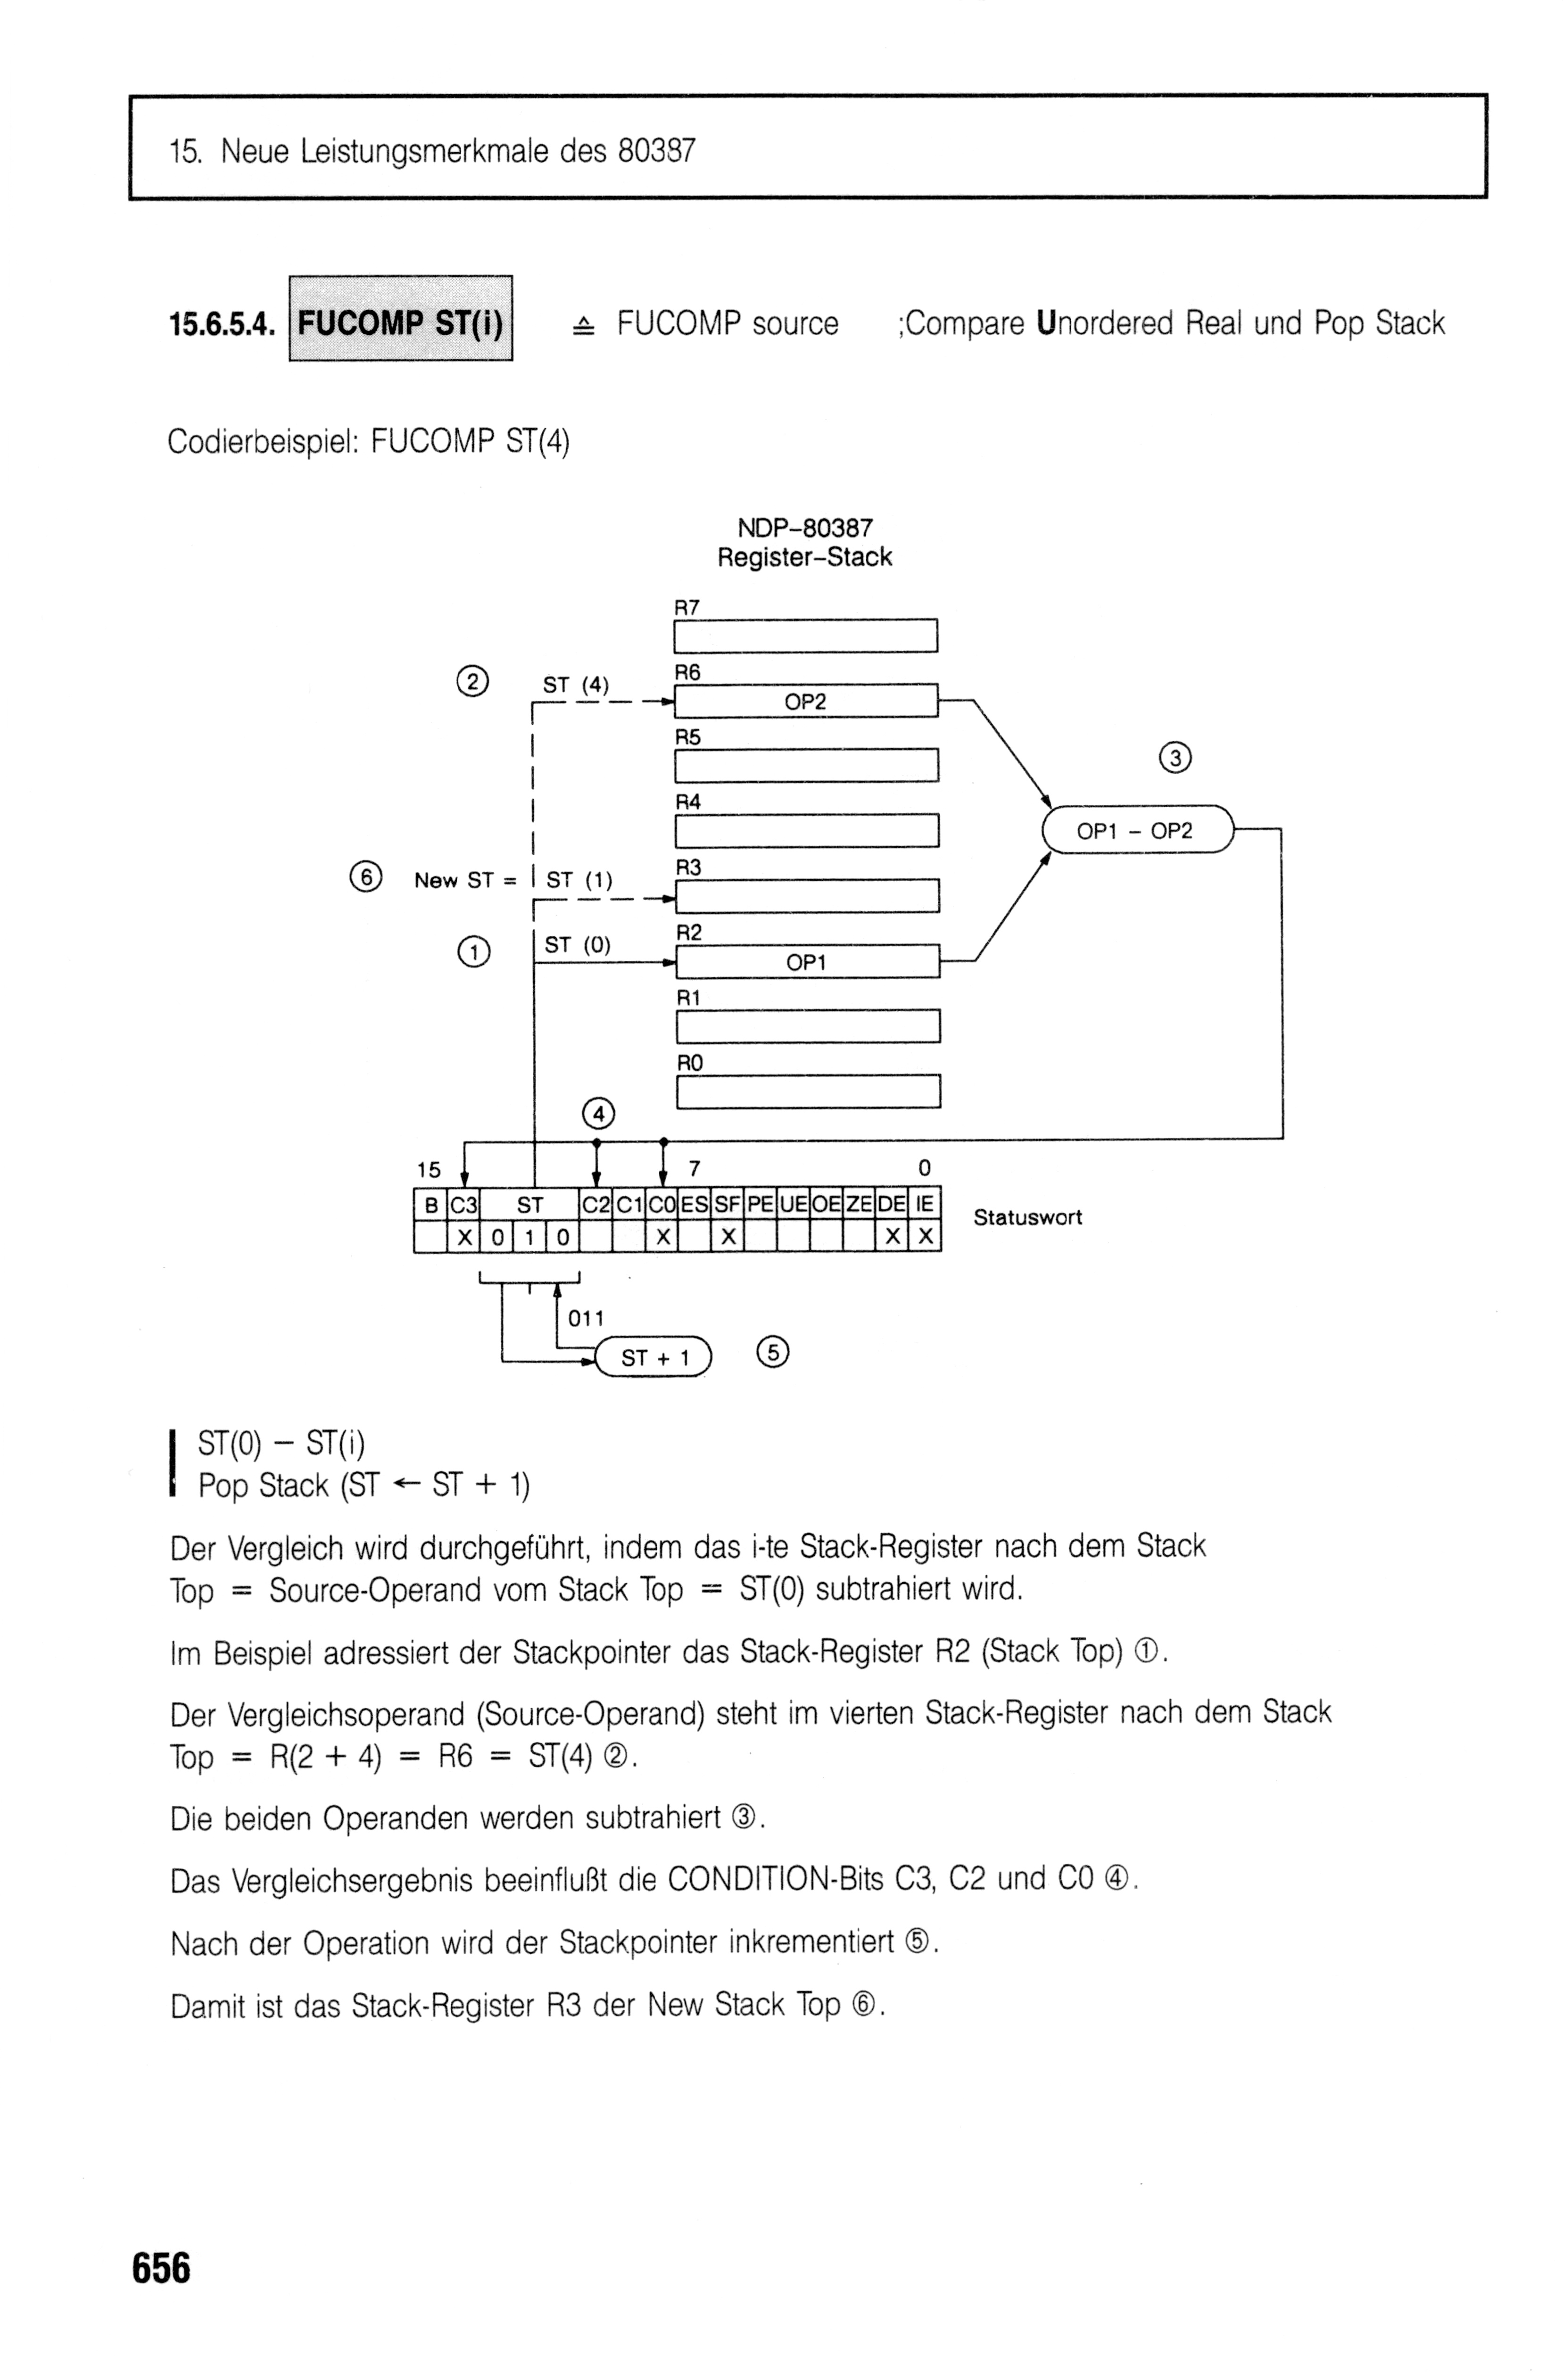 15. Neue Leistungsmerkmale des 80387
15.6.5.4. FUCOMP ST(i) ≙ FUCOMP source ;Compare Unordered Real und Pop Stack
Codierbeispiel: FUCOMP ST(4)
NDP–80387
Register–Stack
R7
② ST (4) R6
OP2
R5
③
R4
OP1 – OP2
⑥ New ST = ST (1) R3
① ST (0) R2
OP1
R1
R0
④
15 7 0
B C3 ST C2 C1 C0 ES SF PE UE OE ZE DE IE
Statuswort
X 0 1 0 X X X X
011
ST + 1 ⑤
ST(0) – ST(i)
Pop Stack (ST ← ST + 1)
Der Vergleich wird durchgeführt, indem das i-te Stack-Register nach dem Stack
Top = Source-Operand vom Stack Top = ST(0) subtrahiert wird.
Im Beispiel adressiert der Stackpointer das Stack-Register R2 (Stack Top) ①.
Der Vergleichsoperand (Source-Operand) steht im vierten Stack-Register nach dem Stack
Top = R(2 + 4) = R6 = ST(4) ②.
Die beiden Operanden werden subtrahiert ③.
Das Vergleichsergebnis beeinflußt die CONDITION-Bits C3, C2 und C0 ④.
Nach der Operation wird der Stackpointer inkrementiert ⑤.
Damit ist das Stack-Register R3 der New Stack Top ⑥.
656